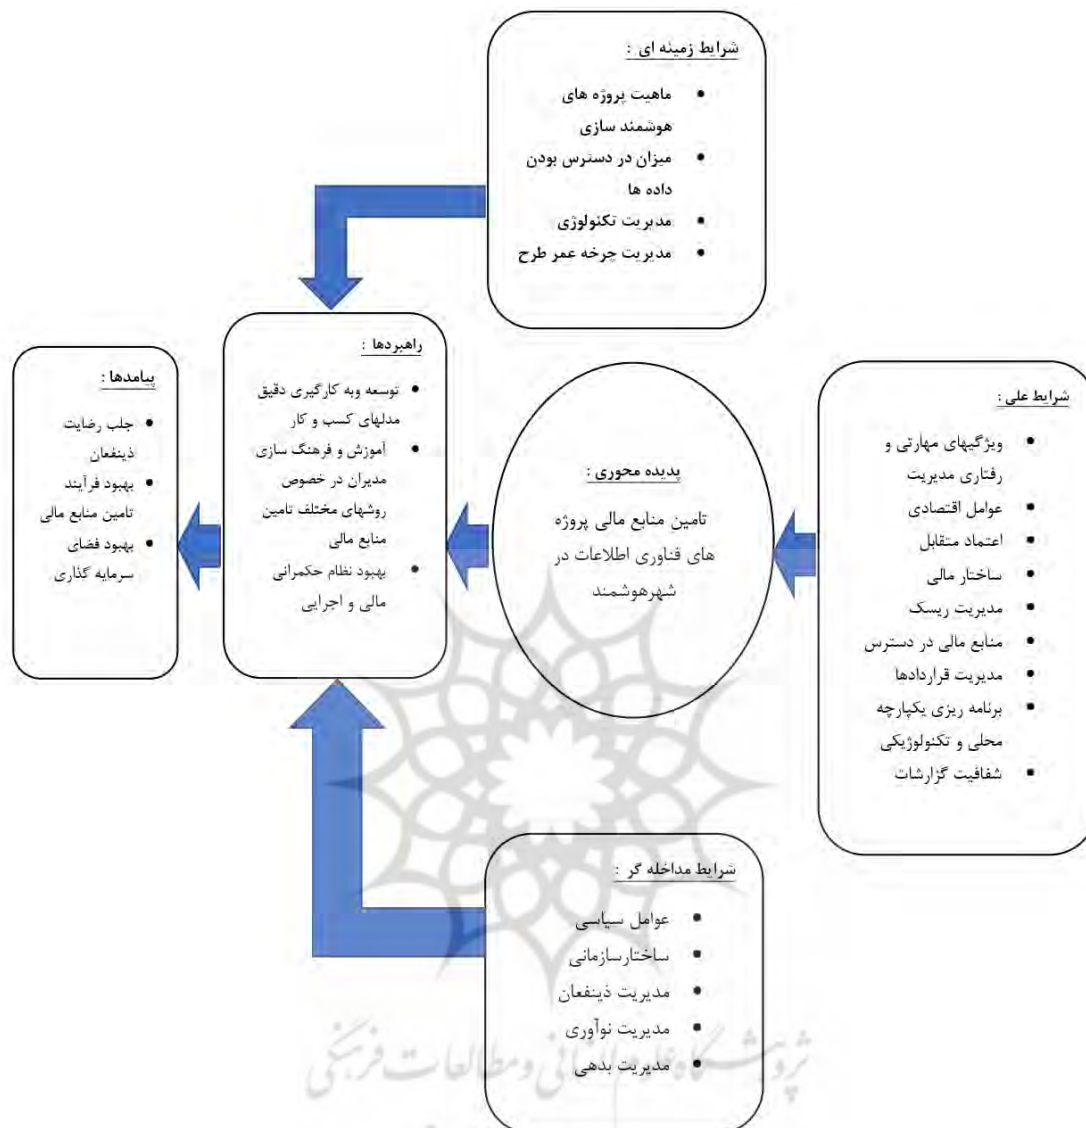 شرایط زمینه ای :
ماهیت پروژه های
هوشمند سازی
میزان در دسترس بودن
داده ها
مدیریت تکنولوژی
مدیریت چرخه عمر طرح
شرایط علی :
ویژگیهای مهارتی و
رفتاری مدیریت
عوامل اقتصادی
اعتماد متقابل
ساختار مالی
مدیریت ریسک
منابع مالی در دسترس
مدیریت قراردادها
برنامه ریزی یکپارچه
محلی و تکنولوژیکی
شفافیت گزارشات
پدیده محوری :
تامین منابع مالی پروژه
های فناوری اطلاعات در
شهرهوشمند
راهبردها :
توسعه وبه کارگیری دقیق
مدلهای کسب و کار
آموزش و فرهنگ سازی
مدیران در خصوص
روشهای مختلف تامین
منابع مالی
بهبود نظام حکمرانی
مالی و اجرایی
پیامدها :
جلب رضایت
ذینفعان
بهبود فرآیند
تامین منابع مالی
بهبود فضای
سرمایه گذاری
شرایط مداخله گر :
عوامل سیاسی
ساختارسازمانی
مدیریت ذینفعان
مدیریت نوآوری
مدیریت بدهی
پژوهشگاه علوم انسانی و مطالعات فرهنگی